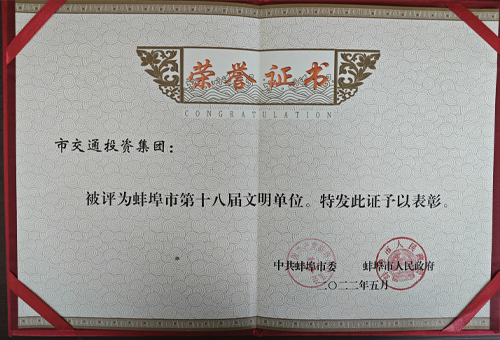 荣誉证书
CONGRATULATION
市交通投资集团：
被评为蚌埠市第十八届文明单位。特发此证予以表彰。
中共蚌埠市委 蚌埠市人民政府
二〇二二年五月